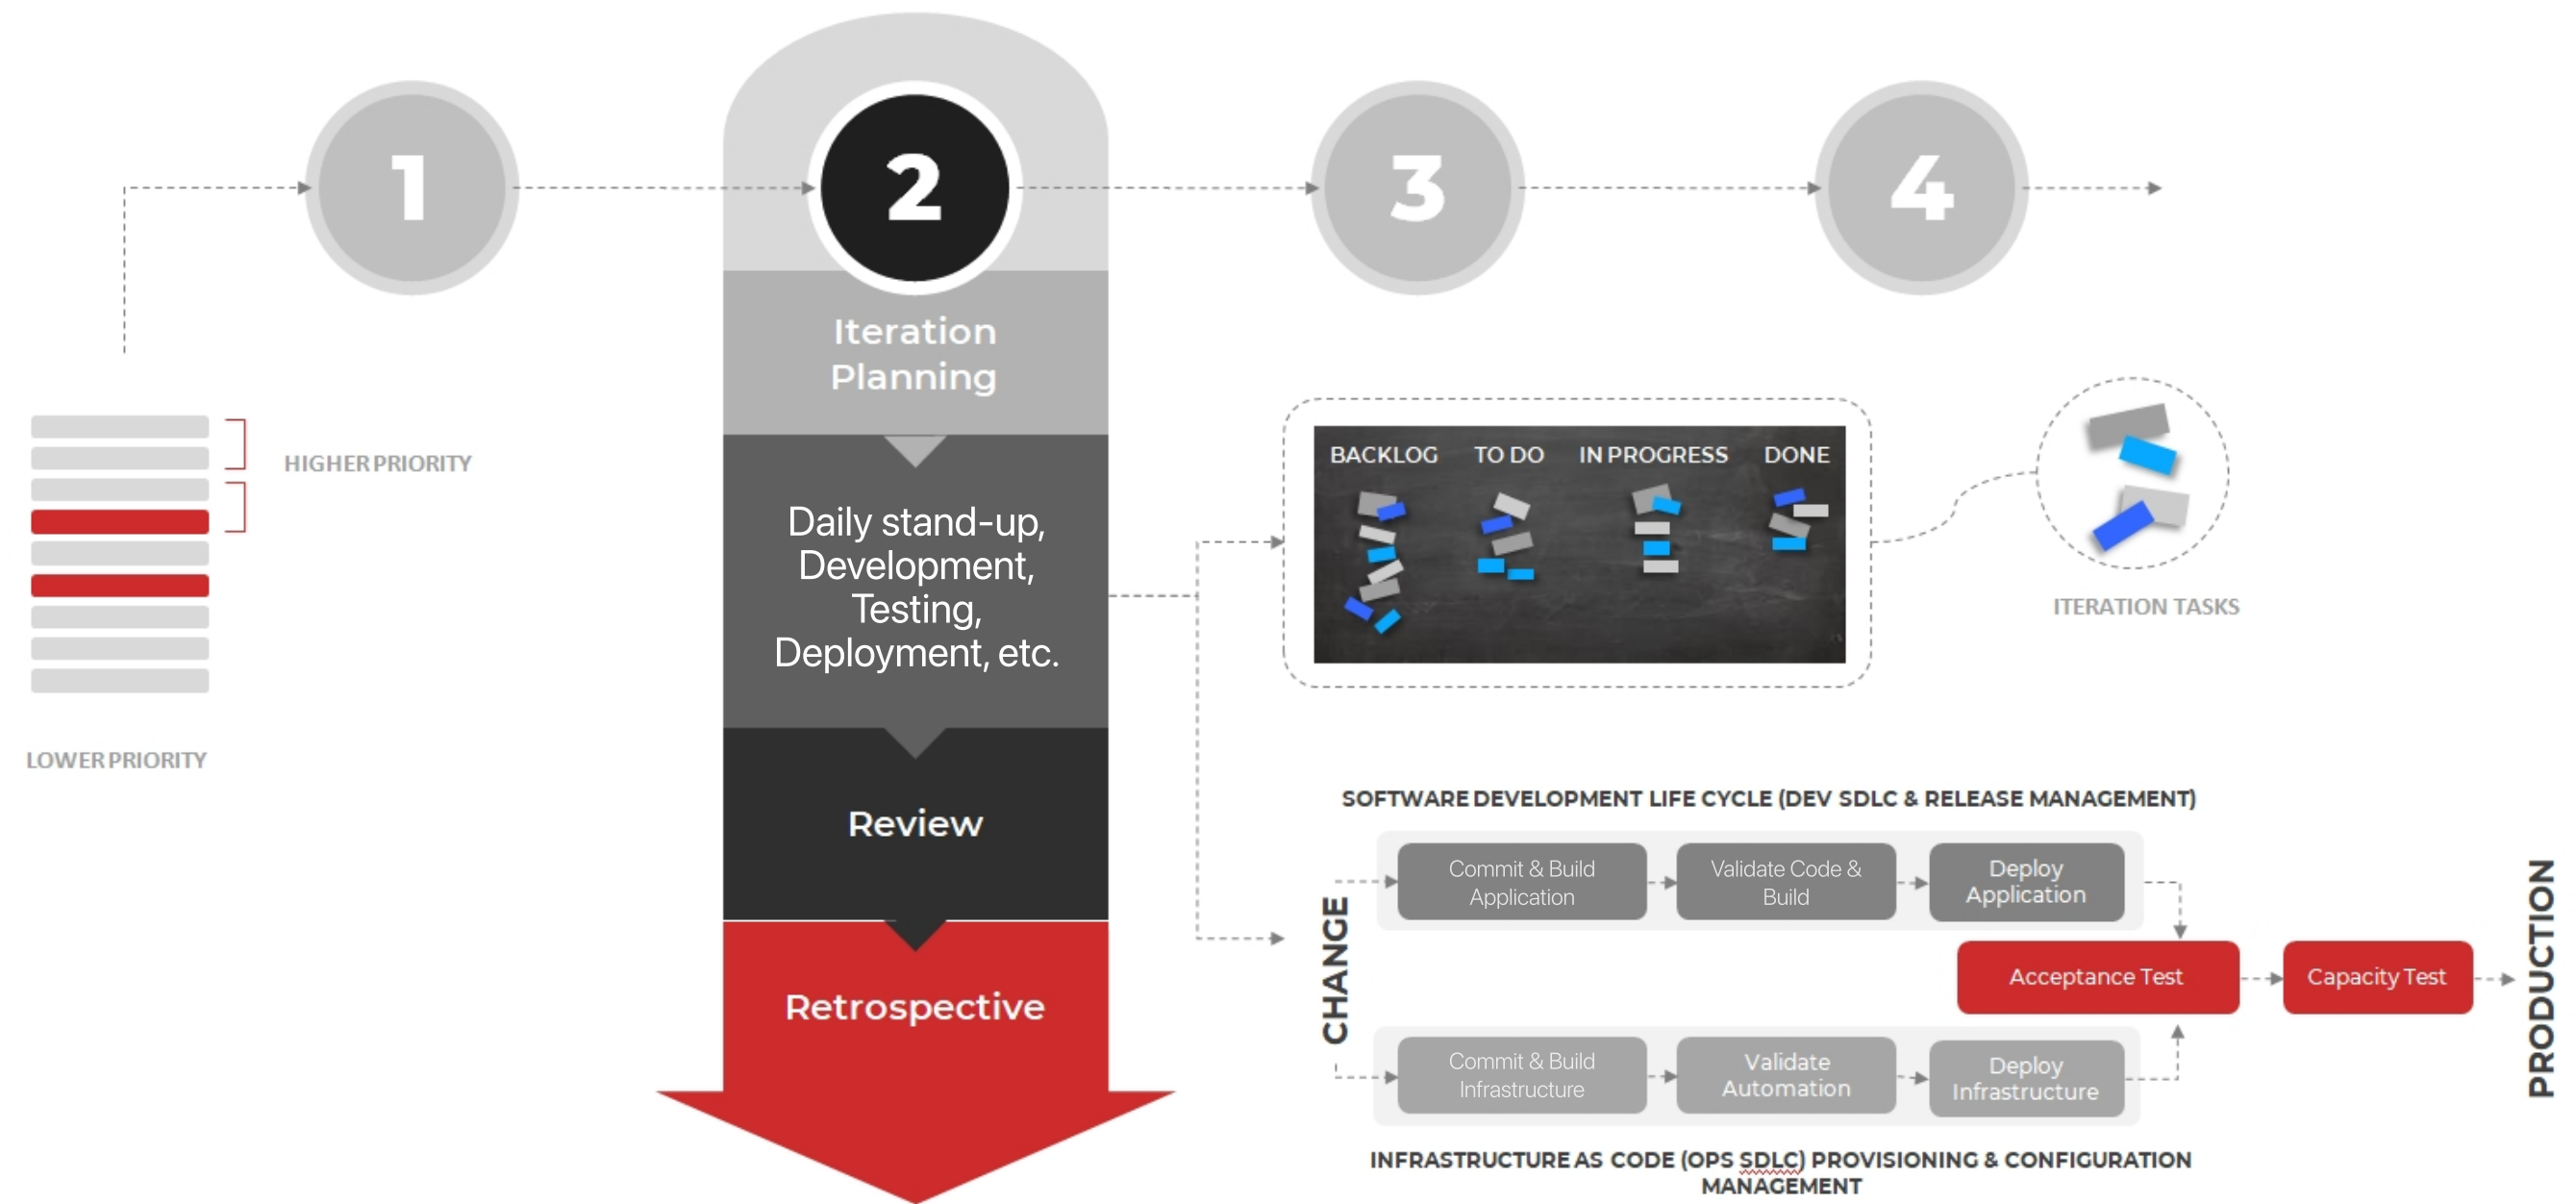 1
2
3
4
Iteration
Planning
Daily stand-up,
Development,
Testing,
Deployment, etc.
Review
Retrospective
HIGHER PRIORITY
LOWER PRIORITY
BACKLOG
TO DO
IN PROGRESS
DONE
ITERATION TASKS
SOFTWARE DEVELOPMENT LIFE CYCLE (DEV SDLC & RELEASE MANAGEMENT)
CHANGE
Commit & Build
Application
Validate Code &
Build
Deploy
Application
Acceptance Test
Capacity Test
PRODUCTION
Commit & Build
Infrastructure
Validate
Automation
Deploy
Infrastructure
INFRASTRUCTURE AS CODE (OPS SDLC) PROVISIONING & CONFIGURATION
MANAGEMENT